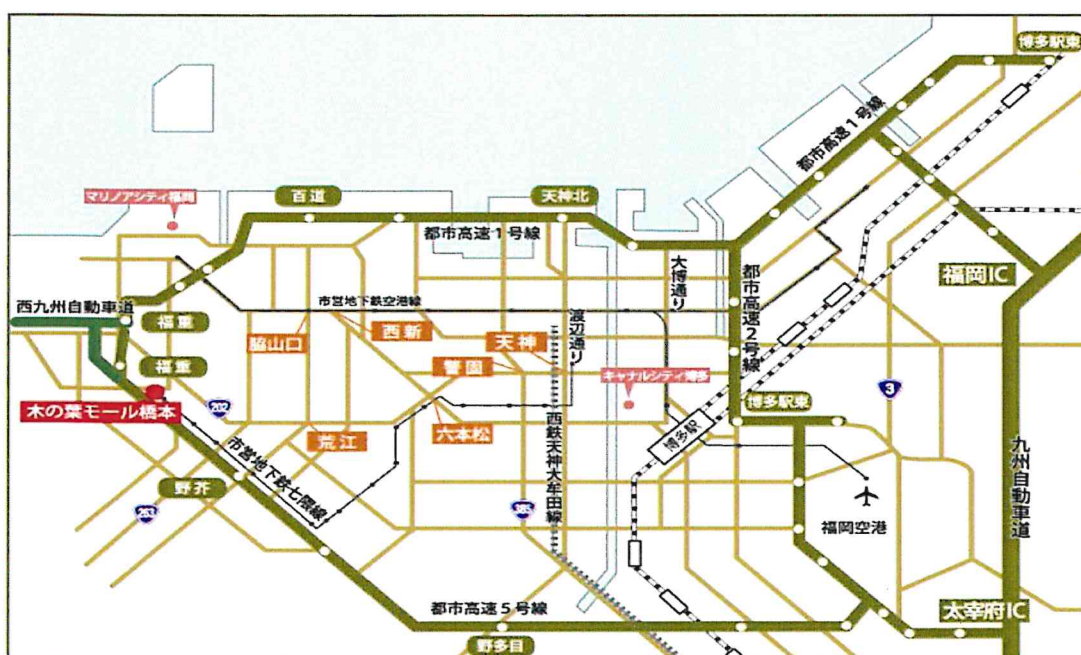 博多駅東
都市高速1号線
マリノアシティ福岡
百道
天神北
都市高速1号線
大博通り
都市高速2号線
福岡IC
西九州自動車道
福重
市営地下鉄空港線
渡辺通り
脇山口
西新
天神
警固
福重
キャナルシティ博多
3
木の葉モール橋本
202
荒江
六本松
博多駅東
博多駅
西鉄天神大牟田線
九州自動車道
市営地下鉄七隈線
野芥
263
385
福岡空港
都市高速5号線
太宰府IC
野多目